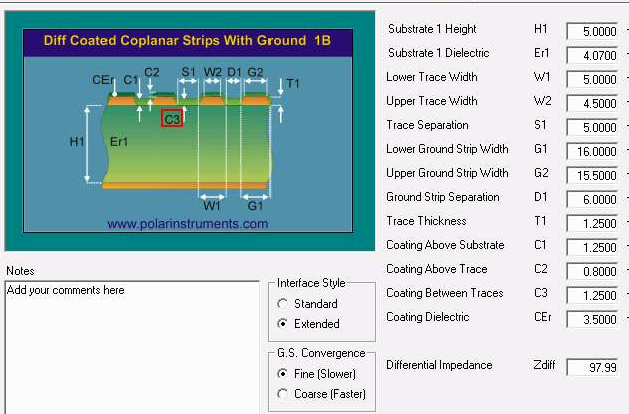 Diff Coated Coplanar Strips With Ground 1B
CEr C1 C2 S1 W2 D1 G2 T1
C3
H1 Er1
W1 G1
www.polarinstruments.com
Notes
Add your comments here
Interface Style
Standard
Extended
G.S. Convergence
Fine (Slower)
Coarse (Faster)
Substrate 1 Height H1 5.0000
Substrate 1 Dielectric Er1 4.0700
Lower Trace Width W1 5.0000
Upper Trace Width W2 4.5000
Trace Separation S1 5.0000
Lower Ground Strip Width G1 16.0000
Upper Ground Strip Width G2 15.5000
Ground Strip Separation D1 6.0000
Trace Thickness T1 1.2500
Coating Above Substrate C1 1.2500
Coating Above Trace C2 0.8000
Coating Between Traces C3 1.2500
Coating Dielectric CEr 3.5000
Differential Impedance Zdiff 97.99